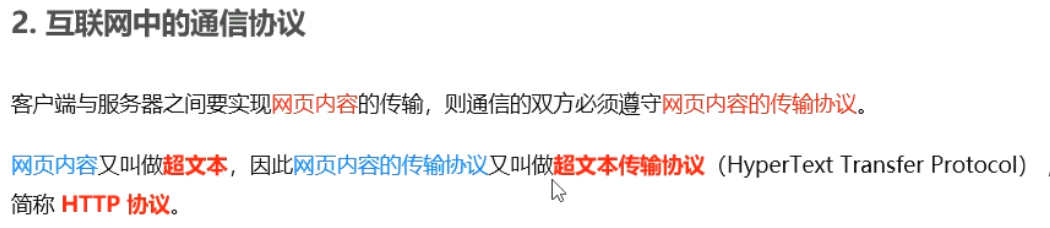 2. 互联网中的通信协议
客户端与服务器之间要实现网页内容的传输，则通信的双方必须遵守网页内容的传输协议。
网页内容又叫做超文本，因此网页内容的传输协议又叫做超文本传输协议（HyperText Transfer Protocol），
简称 HTTP 协议。